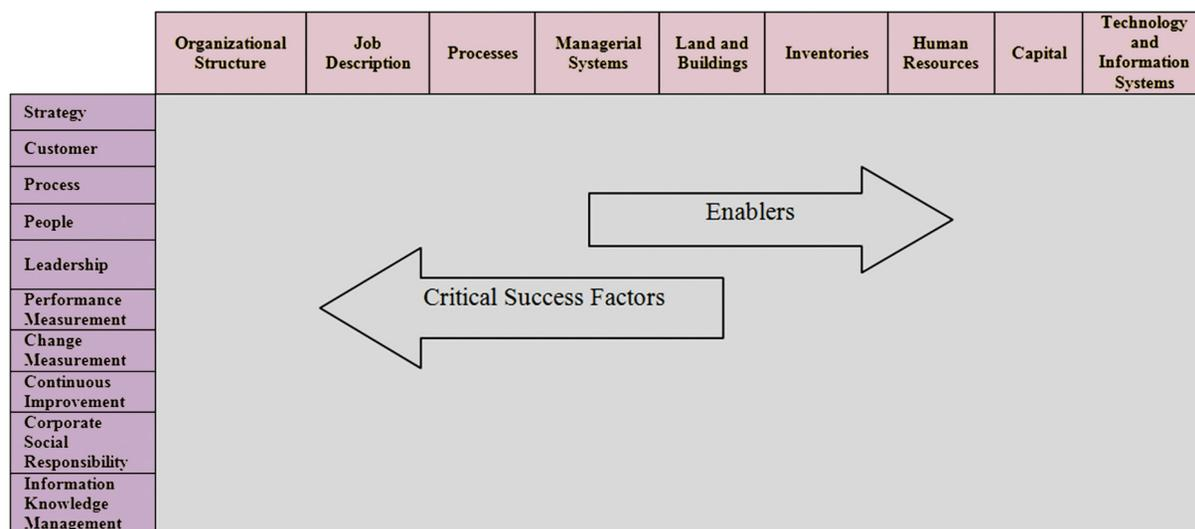 Organizational
Structure
Job
Description
Processes
Managerial
Systems
Land and
Buildings
Inventories
Human
Resources
Capital
Technology
and
Information
Systems
Strategy
Customer
Process
People
Leadership
Performance
Measurement
Change
Measurement
Continuous
Improvement
Corporate
Social
Responsibility
Information
Knowledge
Management
Enablers
Critical Success Factors